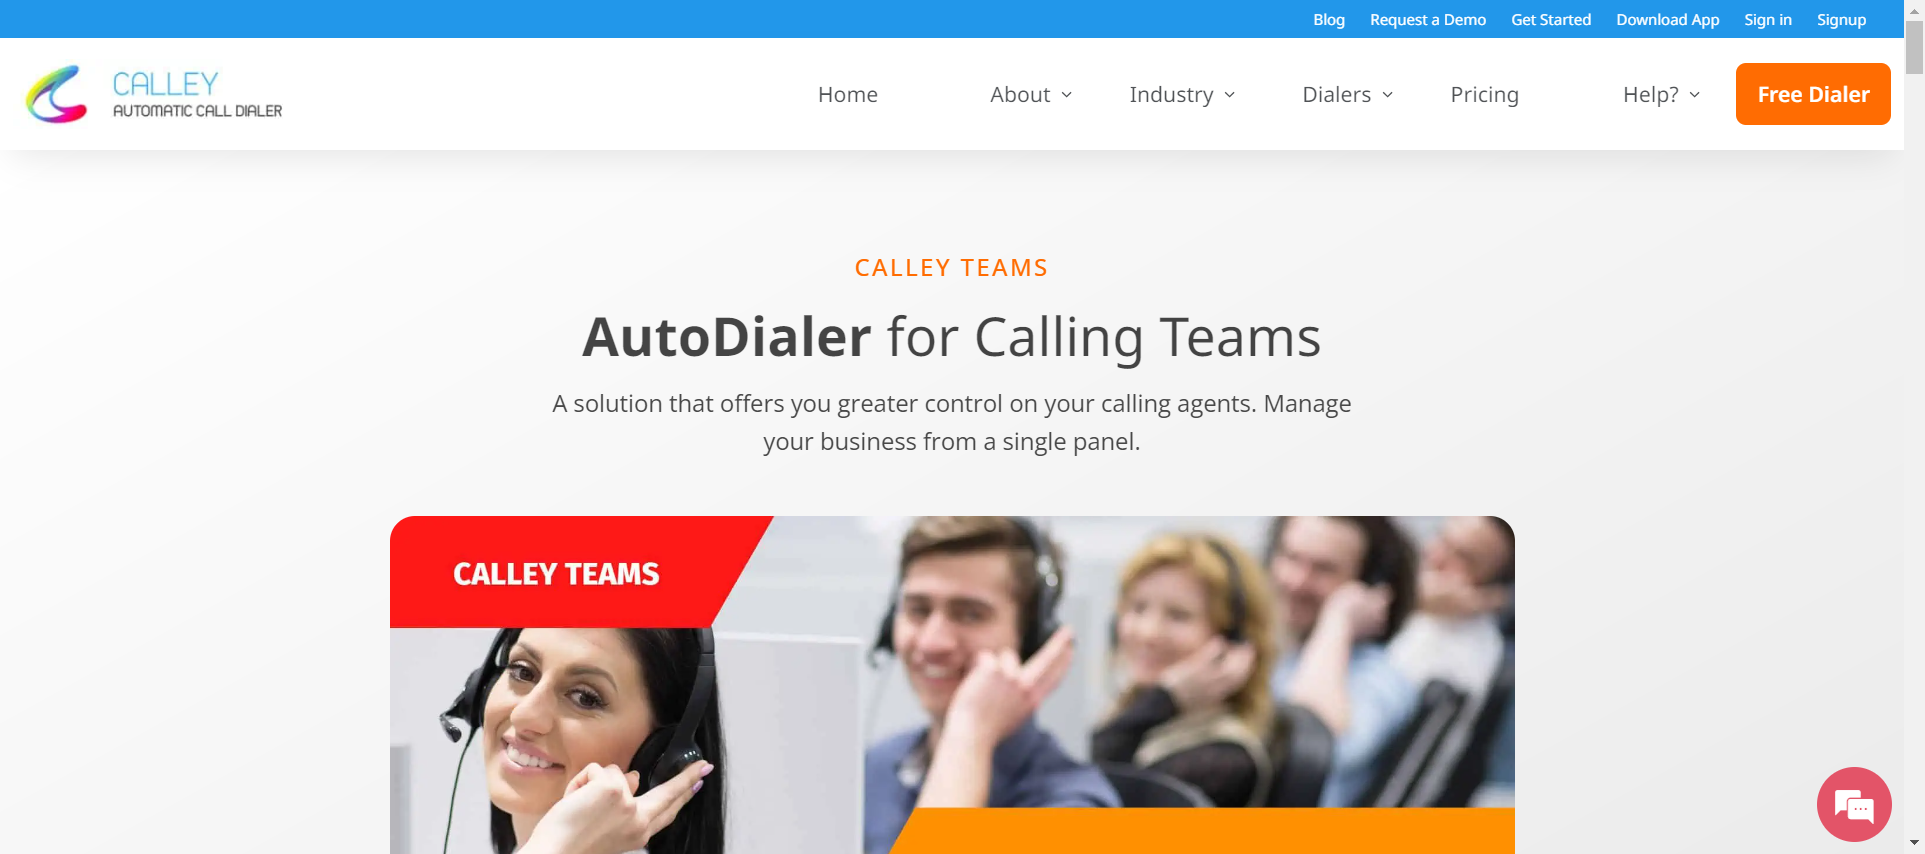 Blog Request a Demo Get Started Download App Sign in Signup
CALLEY
AUTOMATIC CALL DIALER
Home About Industry Dialers Pricing Help? Free Dialer
CALLEY TEAMS
AutoDialer for Calling Teams
A solution that offers you greater control on your calling agents. Manage
your business from a single panel.
CALLEY TEAMS